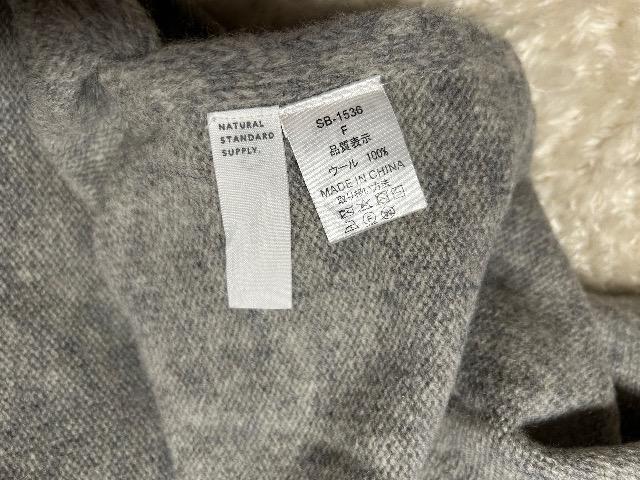 NATURAL
STANDARD
SUPPLY.
SB-1536
F
品質表示
ウール 100%
MADE IN CHINA
取り扱い方法